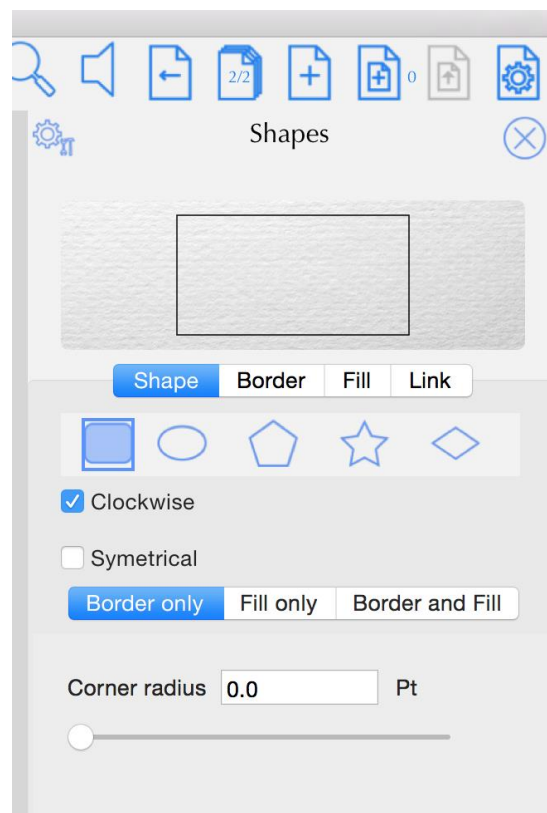 2/2 0
Shapes
Shape Border Fill Link
Clockwise
Symetrical
Border only Fill only Border and Fill
Corner radius 0.0 Pt